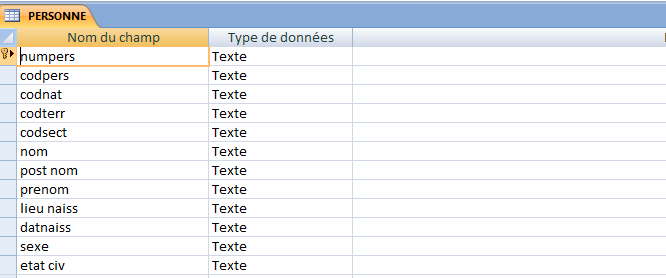 PERSONNE
Nom du champ Type de données
numpers Texte
codpers Texte
codnat Texte
codterr Texte
codsect Texte
nom Texte
post nom Texte
prenom Texte
lieu naiss Texte
datnaiss Texte
sexe Texte
etat civ Texte